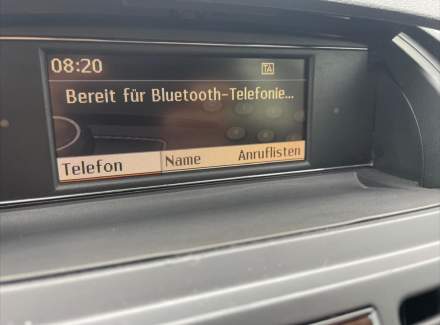 08:20 TA
Bereit für Bluetooth-Telefonie...
Telefon Name Anruflisten